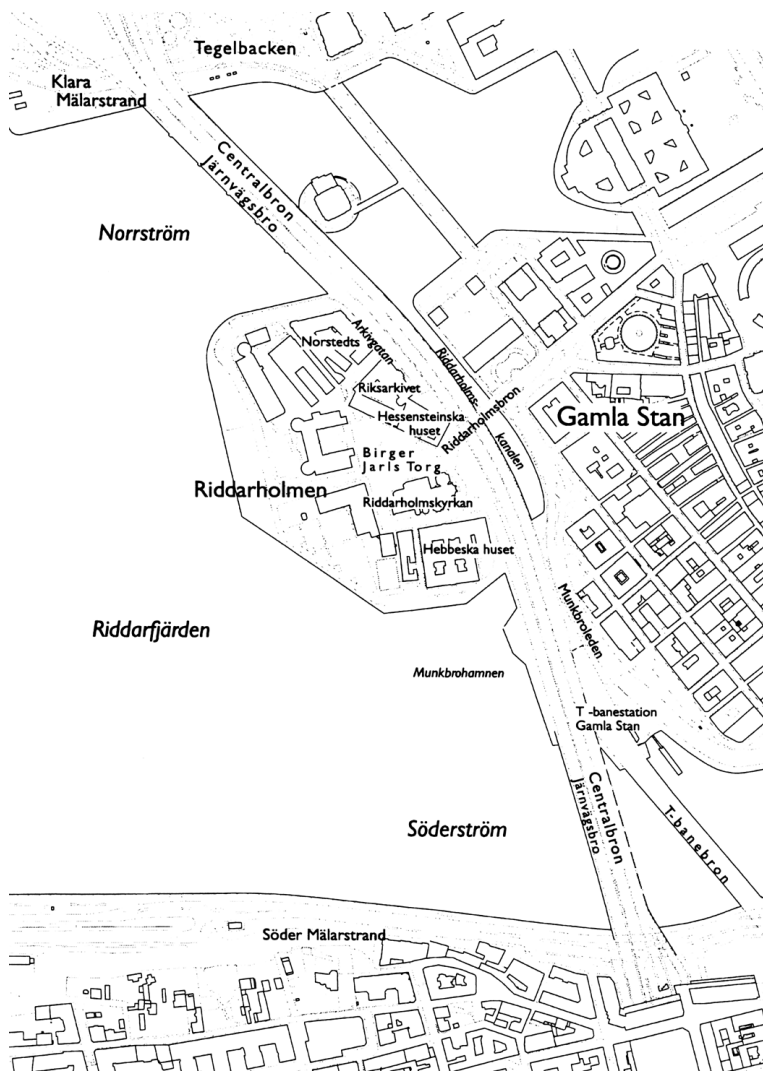 Tegelbacken
Klara
Mälarstrand
Centralbron
Järnvägsbro
Norrström
Norstedts
Arkivgatan
Riddarholms-
kanalen
Riksarkivet
Hessensteinska
huset
Riddarholmsbron
Gamla Stan
Birger
Jarls Torg
Riddarholmen
Riddarholmskyrkan
Hebbeska huset
Riddarfjärden
Munkbroleden
Munkbrohamnen
T -banestation
Gamla Stan
Centralbron
Järnvägsbro
T-banebron
Söderström
Söder Mälarstrand